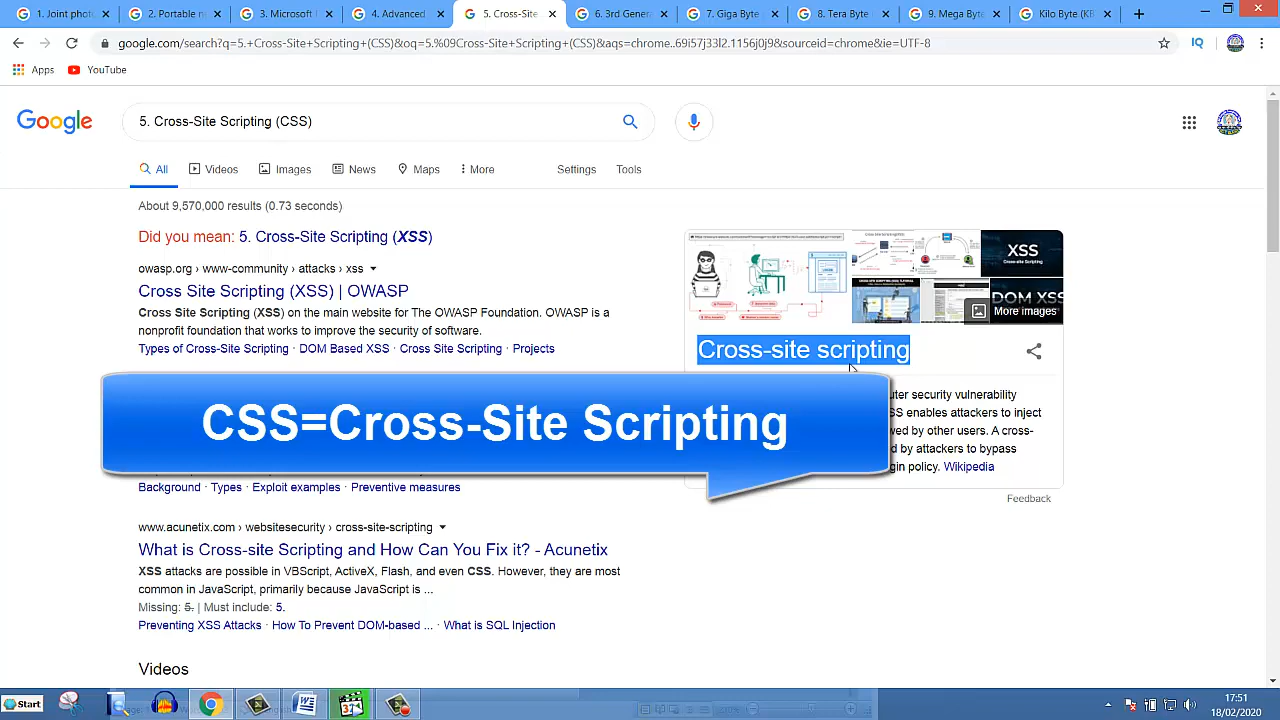 1. Joint photo
2. Portable n
3. Microsoft
4. Advanced
5. Cross-Site
6. 3rd Gener
7. Giga Byte
8. Tera Byte
9. Mega Byte
Kilo Byte (KB
google.com/search?q=5.+Cross-Site+Scripting+(CSS)&oq=5.%09Cross-Site+Scripting+(CSS)&aqs=chrome..69i57j33l2.1156j0j9&sourceid=chrome&ie=UTF-8
IQ
Apps
YouTube
Google
5. Cross-Site Scripting (CSS)
All
Videos
Images
News
Maps
More
Settings
Tools
About 9,570,000 results (0.73 seconds)
Did you mean: 5. Cross-Site Scripting (XSS)
Cross Site Scripting (XSS) | OWASP
Cross Site Scripting on the main website for The OWASP Foundation. OWASP is a
nonprofit foundation that works to improve the security of software.
Types of Cross-Site Scripting · DOM Based XSS · Cross Site Scripting · Projects
CSS=Cross-Site Scripting
Background · Types · Exploit examples · Preventive measures
www.acunetix.com › websitesecurity › cross-site-scripting
What is Cross-site Scripting and How Can You Fix it? - Acunetix
XSS attacks are possible in VBScript, ActiveX, Flash, and even CSS. However, they are most
common in JavaScript, primarily because JavaScript is ...
Missing: 5. | Must include: 5.
Preventing XSS Attacks · How To Prevent DOM-based ... · What is SQL Injection
Videos
XSS
Cross-site Scripting
DOM XSS
More images
Cross-site scripting
uter security vulnerability
SS enables attackers to inject
wed by other users. A cross-
d by attackers to bypass
gin policy. Wikipedia
Feedback
Start
31
17:51
18/02/2020